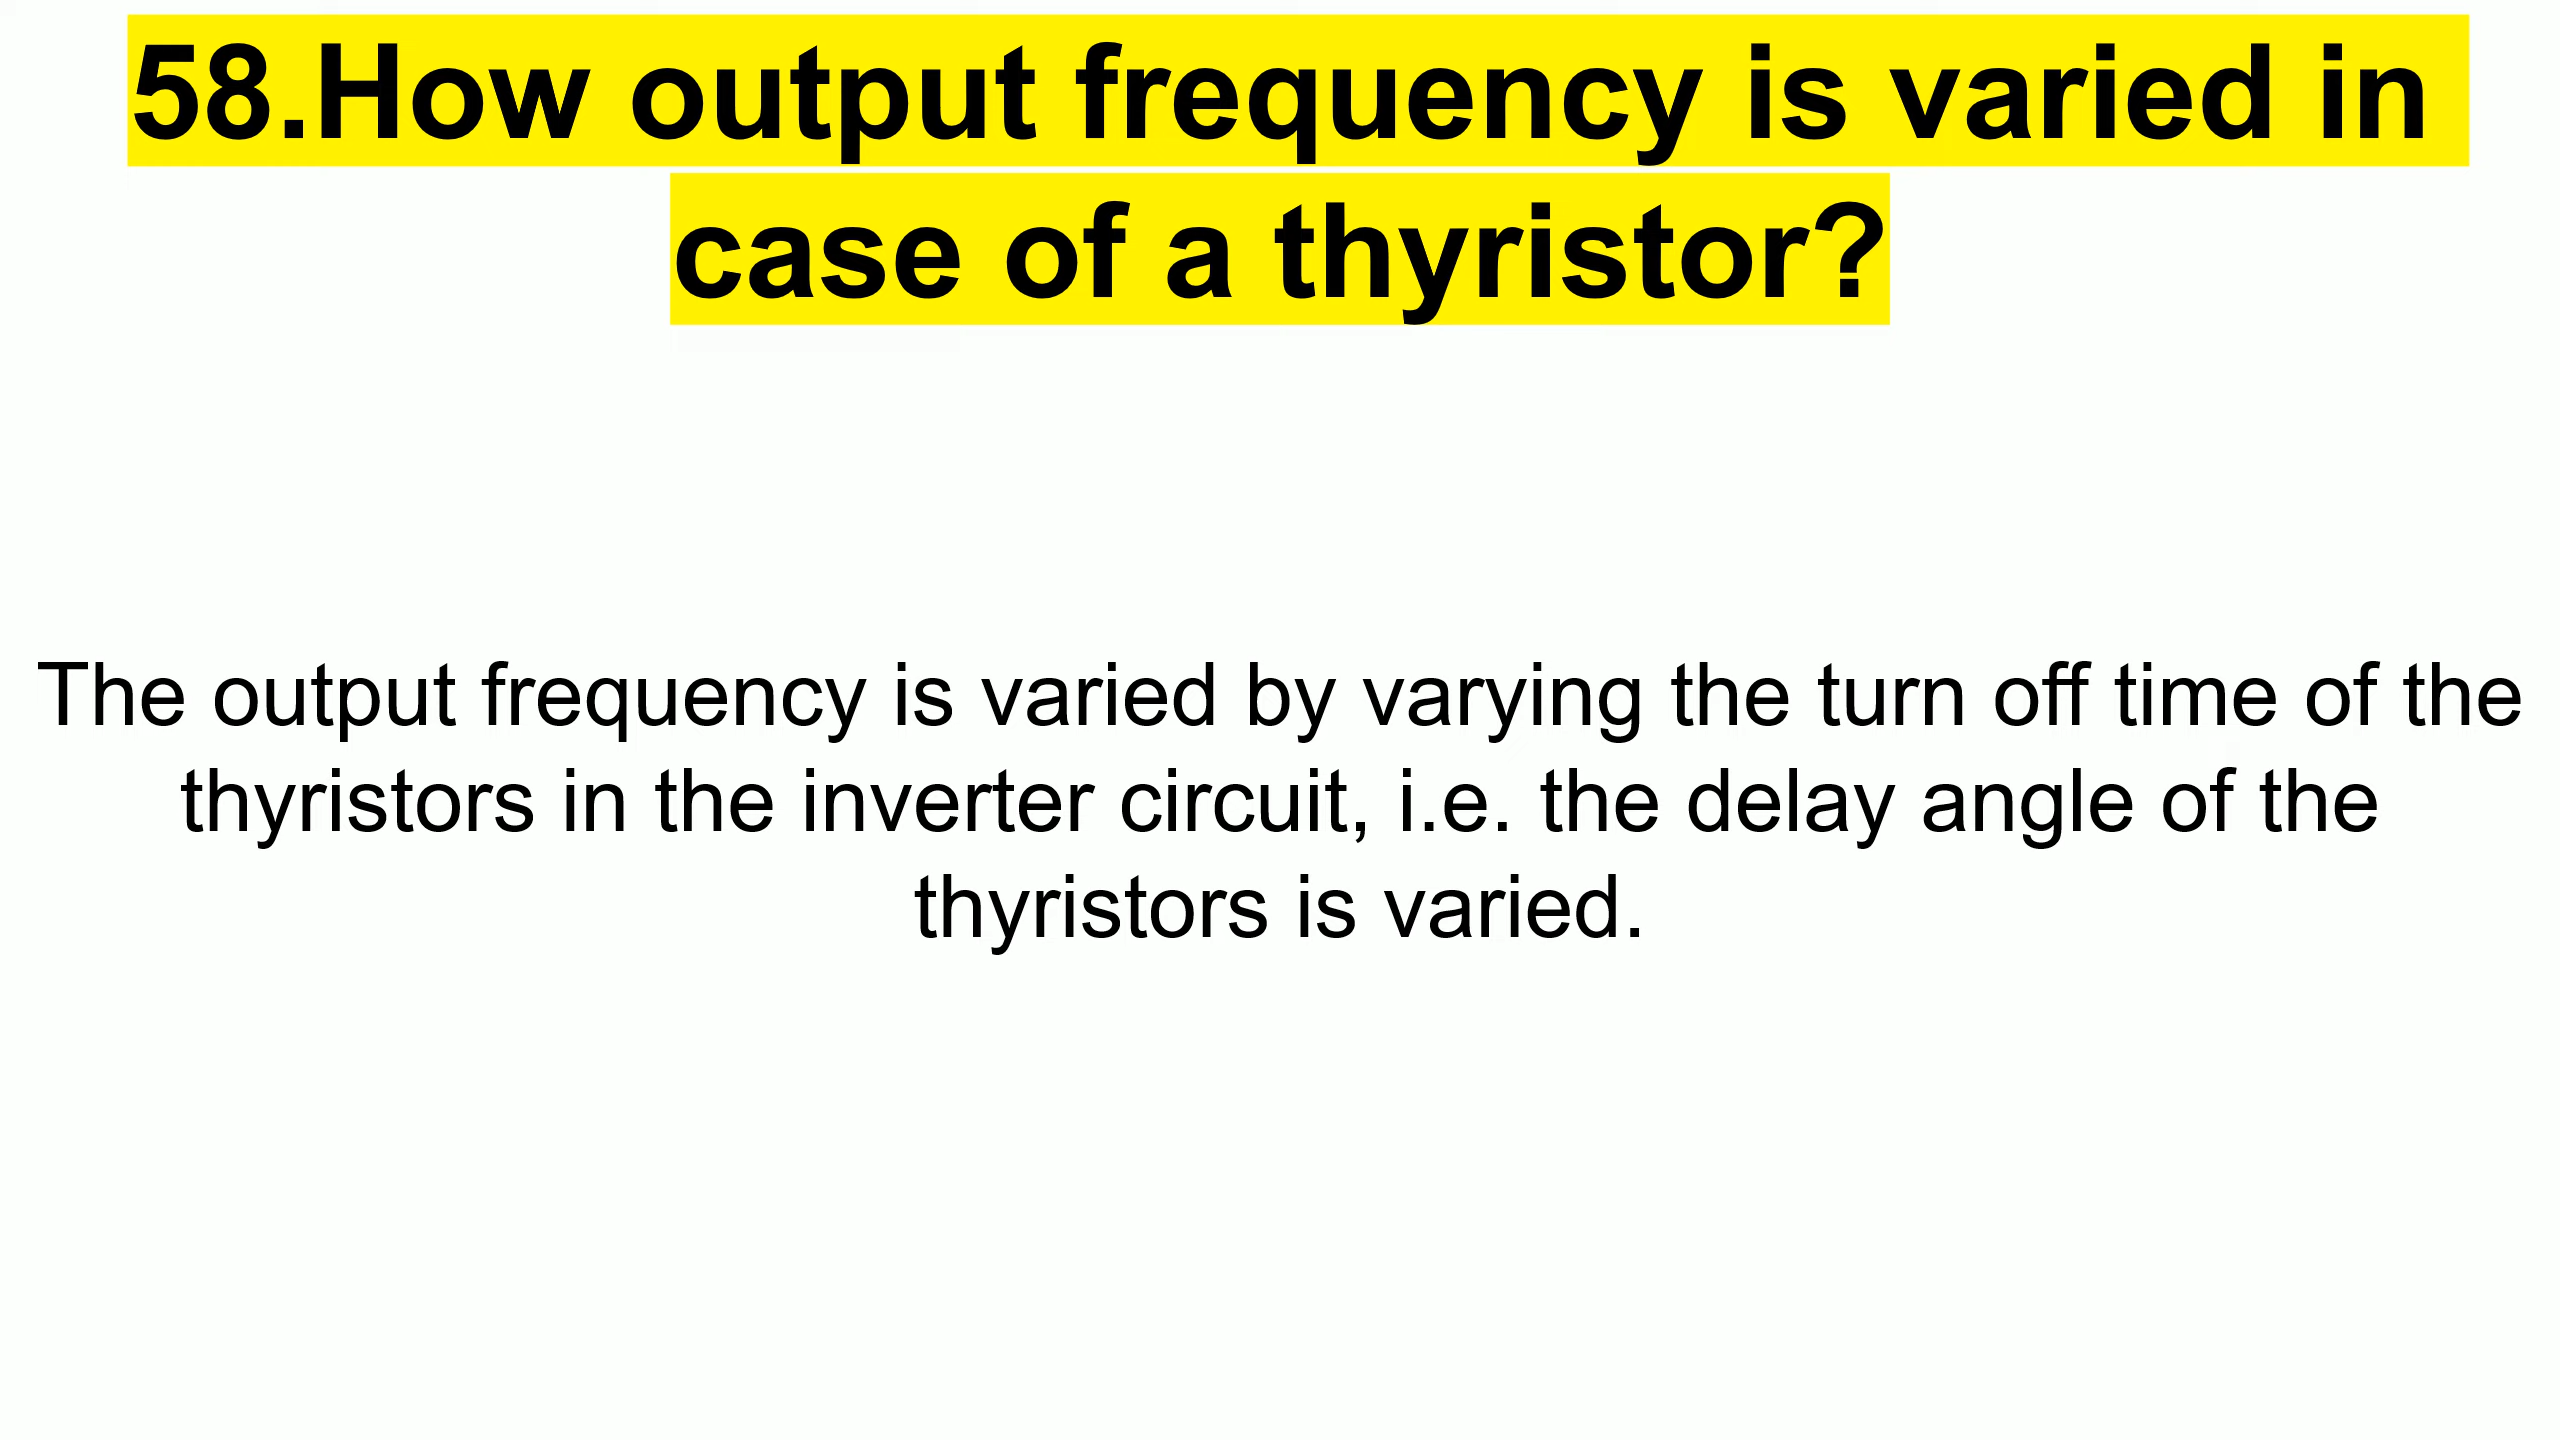 58.How output frequency is varied in
case of a thyristor?
The output frequency is varied by varying the turn off time of the
thyristors in the inverter circuit, i.e. the delay angle of the
thyristors is varied.